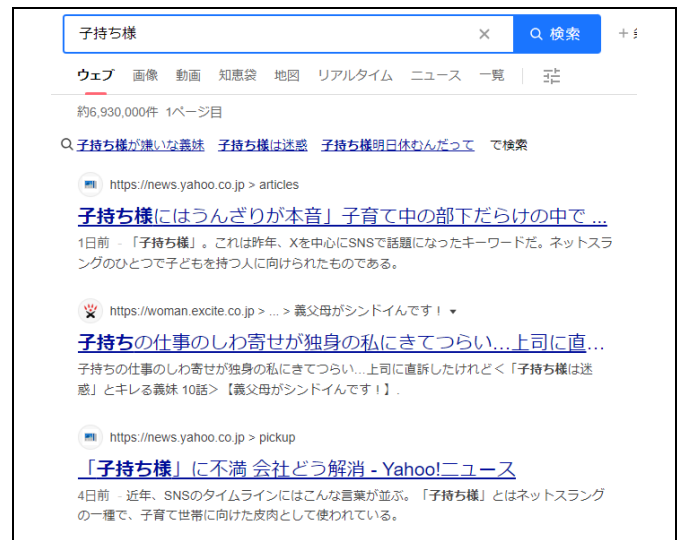 子持ち様 × 検索 +
ウェブ 画像 動画 知恵袋 地図 リアルタイム ニュース 一覧
約6,930,000件 1ページ目
子持ち様が嫌いな義妹 子持ち様は迷惑 子持ち様明日休むんだって で検索
https://news.yahoo.co.jp > articles
子持ち様にはうんざりが本音」子育て中の部下だらけの中で ...
1日前 - 「子持ち様」。これは昨年、Xを中心にSNSで話題になったキーワードだ。ネットスラ
ングのひとつで子どもを持つ人に向けられたものである。
https://woman.excite.co.jp > ... > 義父母がシンドイんです！
子持ちの仕事のしわ寄せが独身の私にきてつらい…上司に直…
子持ちの仕事のしわ寄せが独身の私にきてつらい…上司に直訴したけれど＜「子持ち様は迷
惑」とキレる義妹 10話＞【義父母がシンドイんです！】.
https://news.yahoo.co.jp > pickup
「子持ち様」に不満 会社どう解消 - Yahoo!ニュース
4日前 - 近年、SNSのタイムラインにはこんな言葉が並ぶ。「子持ち様」とはネットスラング
の一種で、子育て世帯に向けた皮肉として使われている。